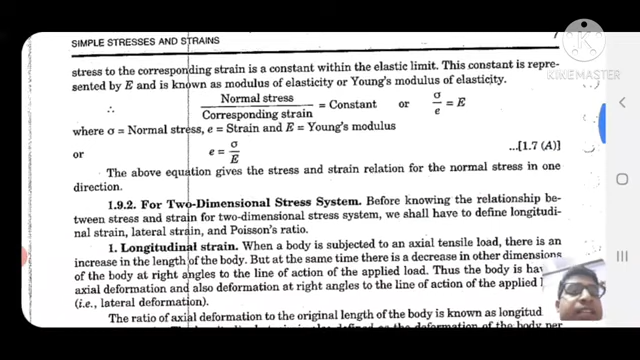 SIMPLE STRESSES AND STRAINS
KINEMASTER
stress to the corresponding strain is a constant within the elastic limit. This constant is repre-
sented by E and is known as modulus of elasticity or Young's modulus of elasticity.
∴ Normal stress / Corresponding strain = Constant or σ / e = E
where σ = Normal stress, e = Strain and E = Young's modulus
or e = σ / E ...[1.7 (A)]
The above equation gives the stress and strain relation for the normal stress in one
direction.
1.9.2. For Two-Dimensional Stress System. Before knowing the relationship be-
tween stress and strain for two-dimensional stress system, we shall have to define longitudi-
nal strain, lateral strain, and Poisson's ratio.
1. Longitudinal strain. When a body is subjected to an axial tensile load, there is an
increase in the length of the body. But at the same time there is a decrease in other dimensions
of the body at right angles to the line of action of the applied load. Thus the body is hav
axial deformation and also deformation at right angles to the line of action of the applied l
(i.e., lateral deformation).
The ratio of axial deformation to the original length of the body is known as longitud